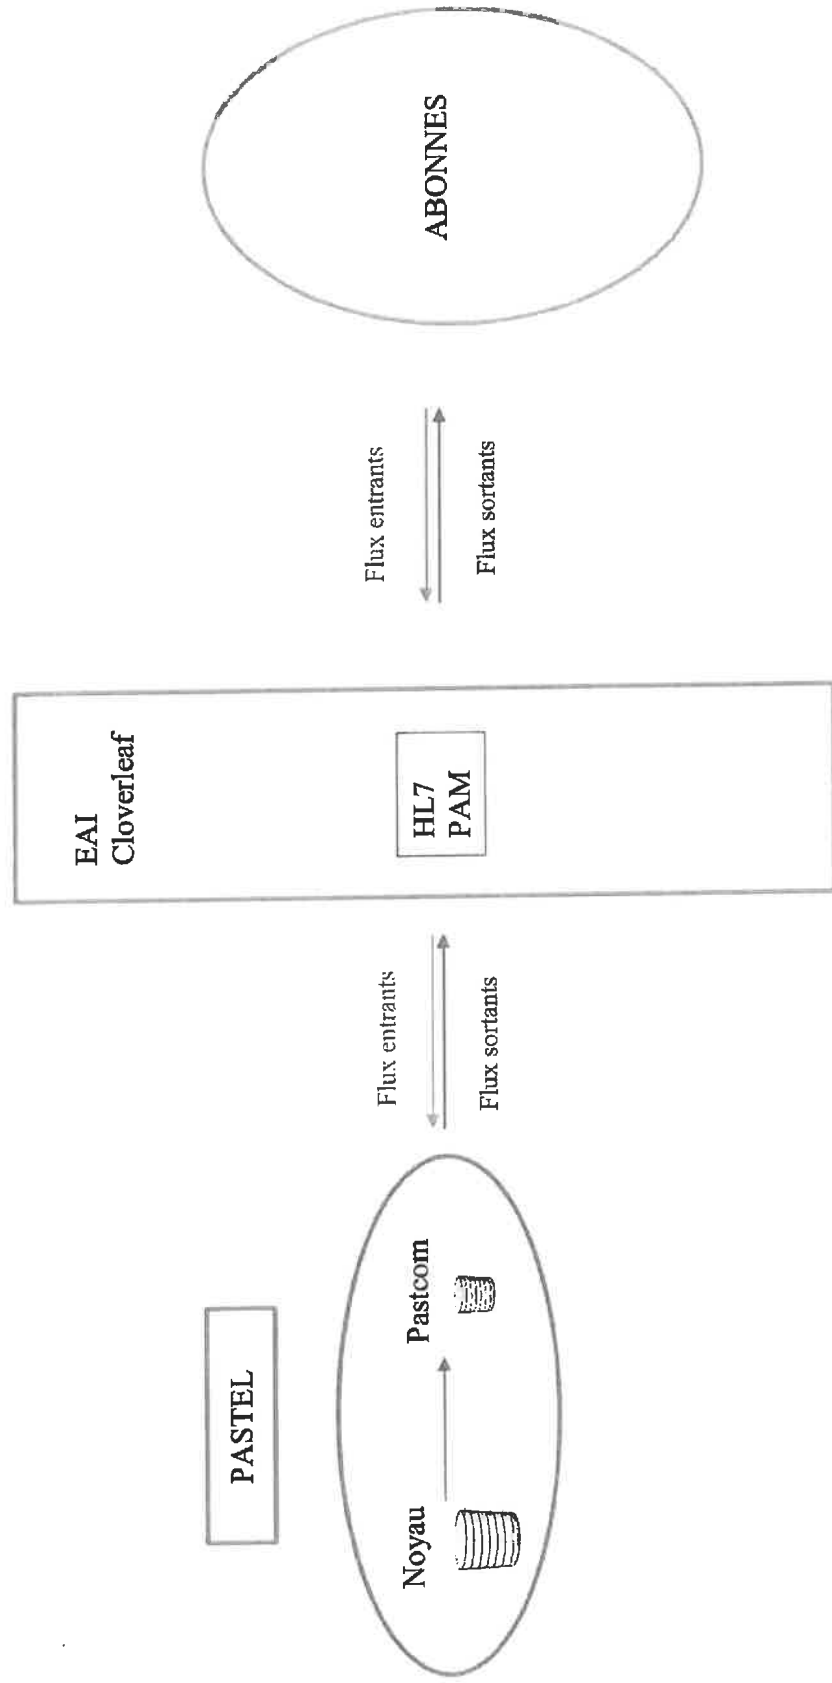 PASTEL
Noyau
Pastcom
Flux entrants
Flux sortants
EAI
Cloverleaf
HL7
PAM
Flux entrants
Flux sortants
ABONNES